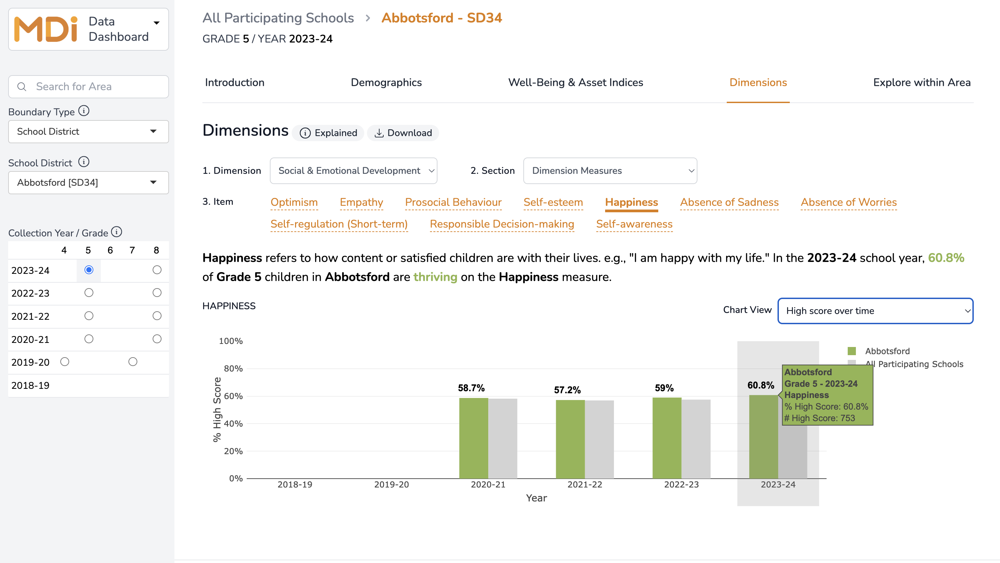 MDi Data Dashboard
Search for Area
Boundary Type
School District
School District
Abbotsford [SD34]
Collection Year / Grade
4 5 6 7 8
2023-24
2022-23
2021-22
2020-21
2019-20
2018-19
All Participating Schools > Abbotsford - SD34
GRADE 5 / YEAR 2023-24
Introduction Demographics Well-Being & Asset Indices Dimensions Explore within Area
Dimensions Explained Download
1. Dimension Social & Emotional Development 2. Section Dimension Measures
3. Item Optimism Empathy Prosocial Behaviour Self-esteem Happiness Absence of Sadness Absence of Worries
Self-regulation (Short-term) Responsible Decision-making Self-awareness
Happiness refers to how content or satisfied children are with their lives. e.g., "I am happy with my life." In the 2023-24 school year, 60.8%
of Grade 5 children in Abbotsford are thriving on the Happiness measure.
HAPPINESS
Chart View High score over time
% High Score
100%
80%
60%
40%
20%
0%
58.7% 57.2% 59% 60.8%
2018-19 2019-20 2020-21 2021-22 2022-23 2023-24
Year
Abbotsford
All Participating Schools
Abbotsford
Grade 5 - 2023-24
Happiness
% High Score: 60.8%
# High Score: 753